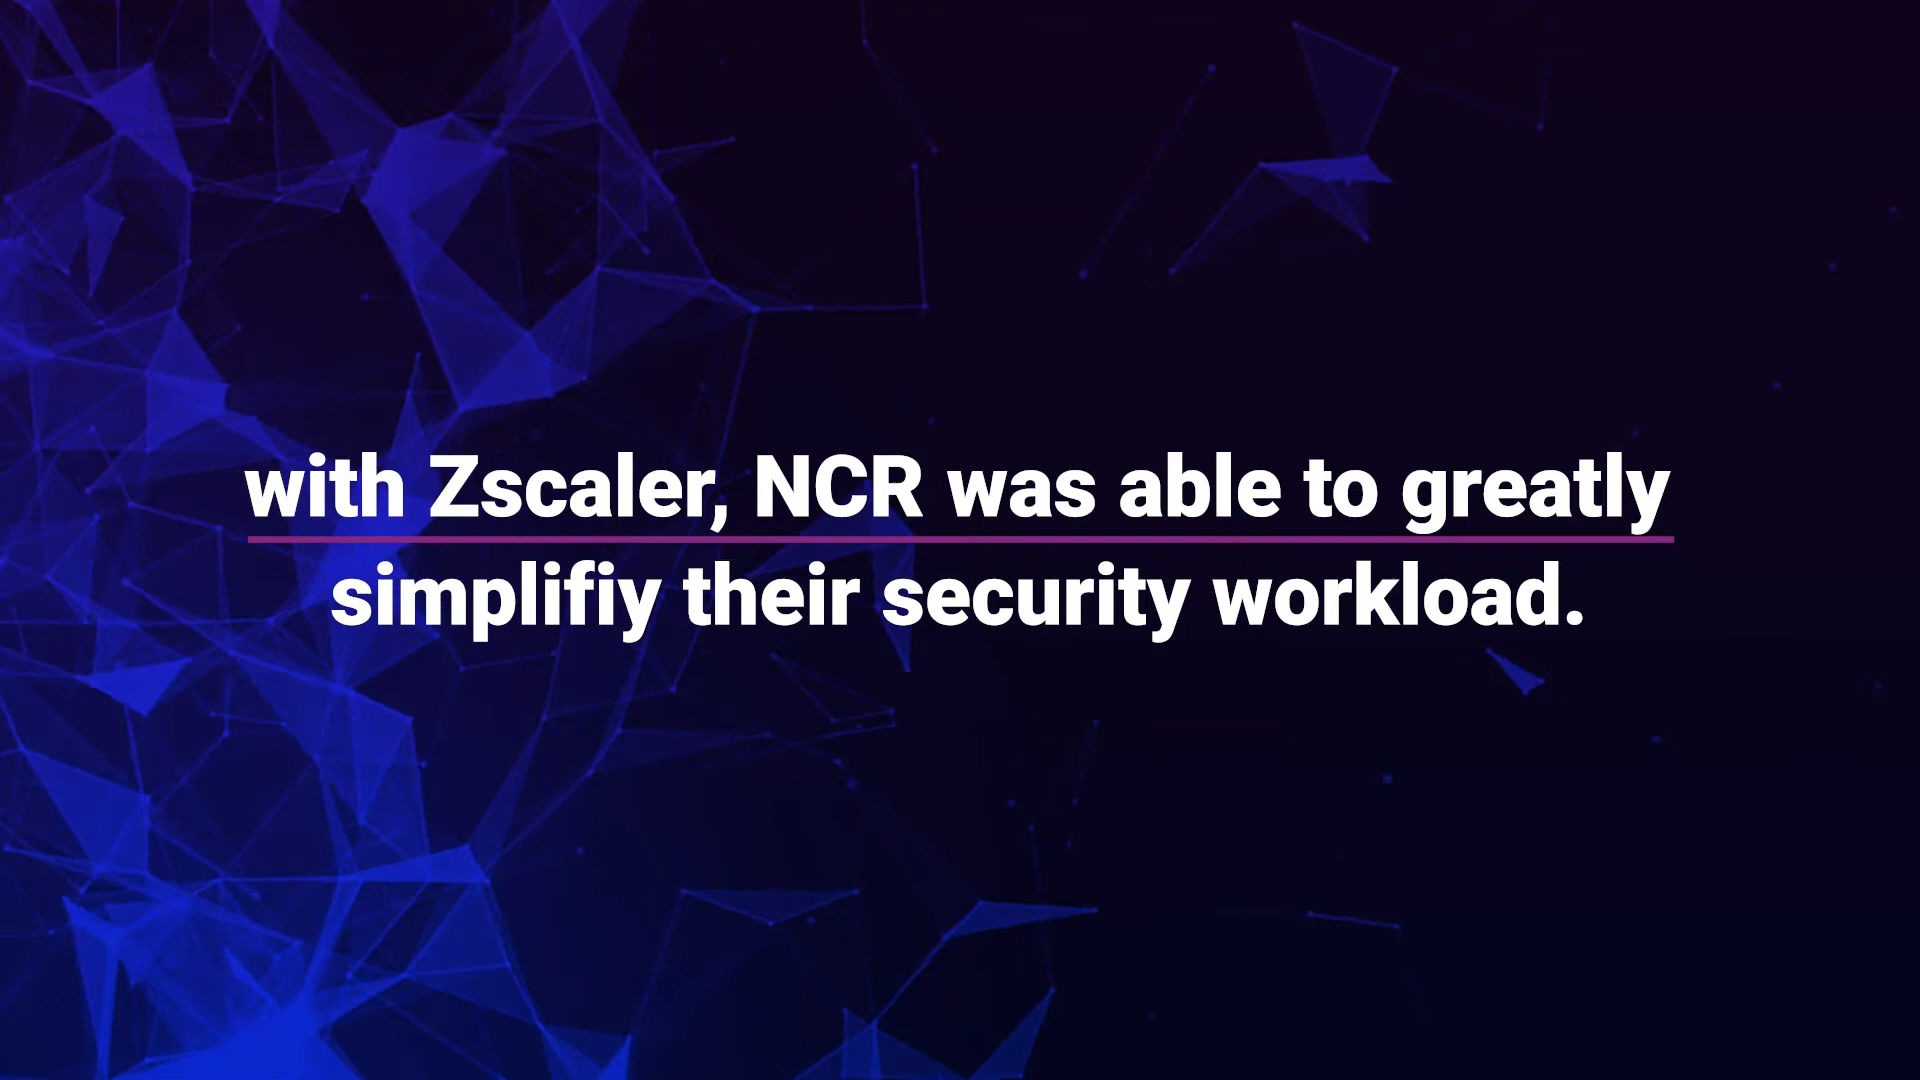 with Zscaler, NCR was able to greatly
simplifiy their security workload.